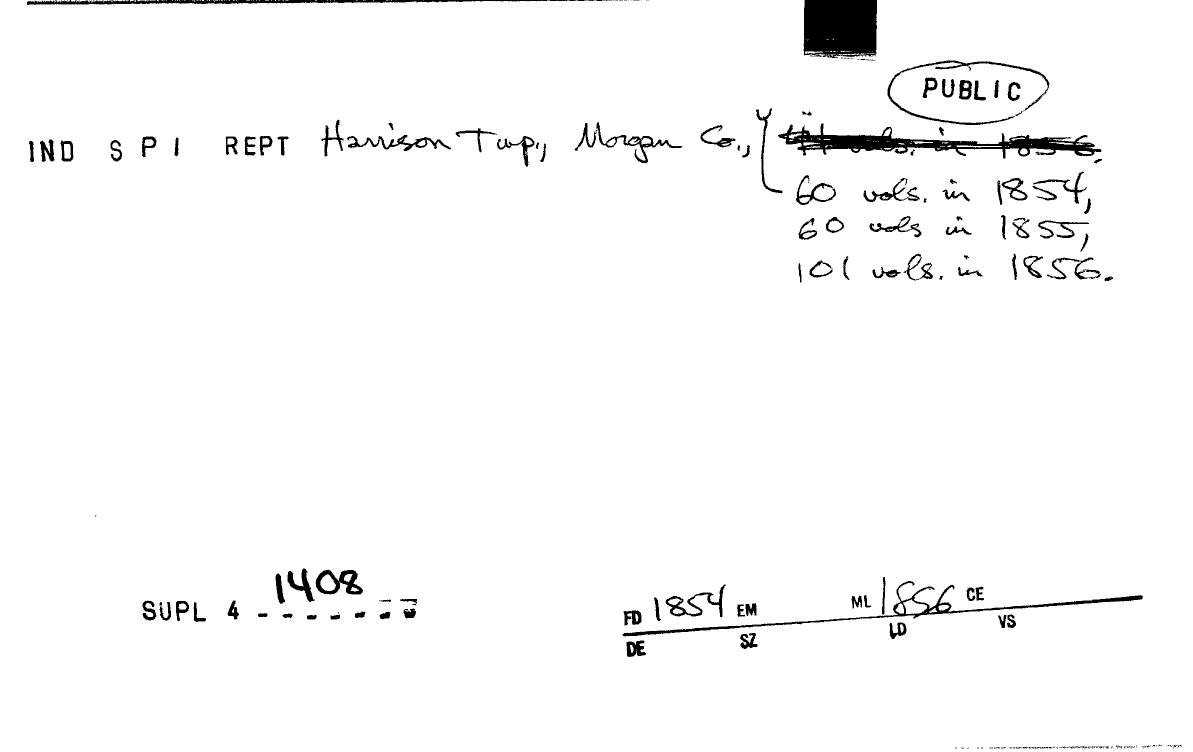 PUBLIC
IND S P I REPT Harrison Twp., Morgan Co., vols. in 1856.
60 vols. in 1854,
60 vols in 1855,
101 vols. in 1856.
1408
SUPL 4 - - - - - - -
FD 1854 EM ML 1856 CE
DE SZ LD VS